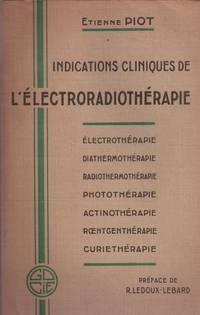 ETIENNE PIOT
INDICATIONS CLINIQUES DE
L'ÉLECTRORADIOTHÉRAPIE
ÉLECTROTHÉRAPIE
DIATHERMOTHÉRAPIE
RADIOTHERMOTHÉRAPIE
PHOTOTHÉRAPIE
ACTINOTHÉRAPIE
RŒNTGENTHÉRAPIE
CURIETHÉRAPIE
PRÉFACE DE
R. LEDOUX-LEBARD